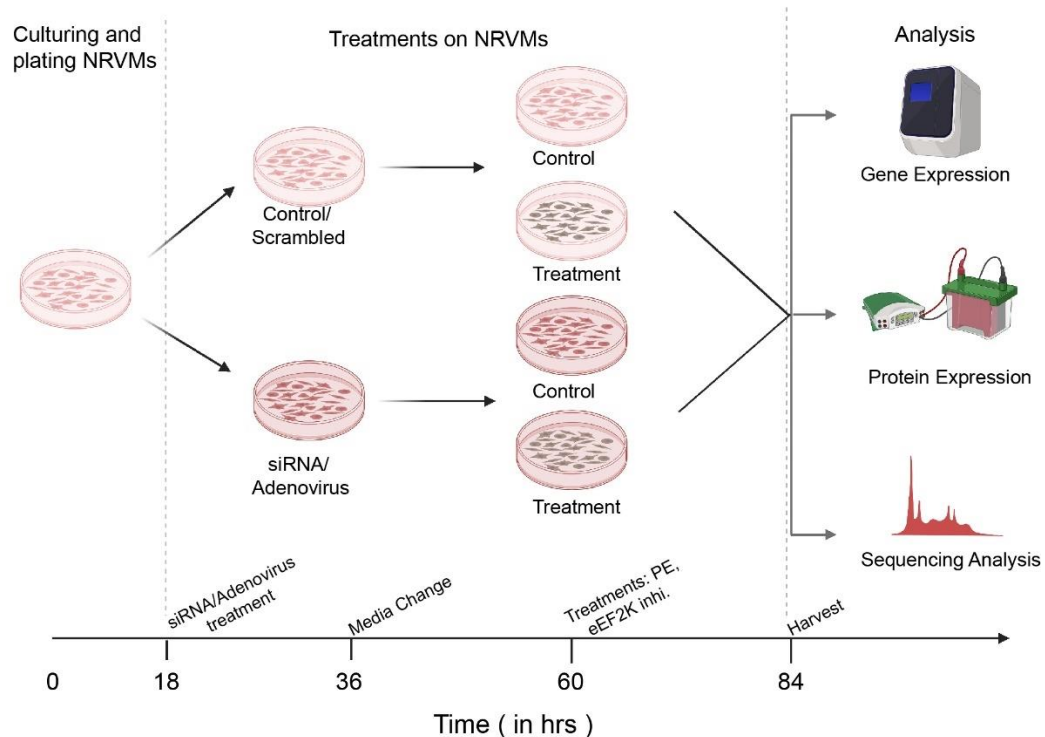 Culturing and
plating NRVMs
Treatments on NRVMs
Analysis
Control/
Scrambled
siRNA/
Adenovirus
Control
Treatment
Control
Treatment
Gene Expression
Protein Expression
Sequencing Analysis
siRNA/Adenovirus
treatment
Media Change
Treatments: PE,
eEF2K inhi.
Harvest
0
18
36
60
84
Time ( in hrs )